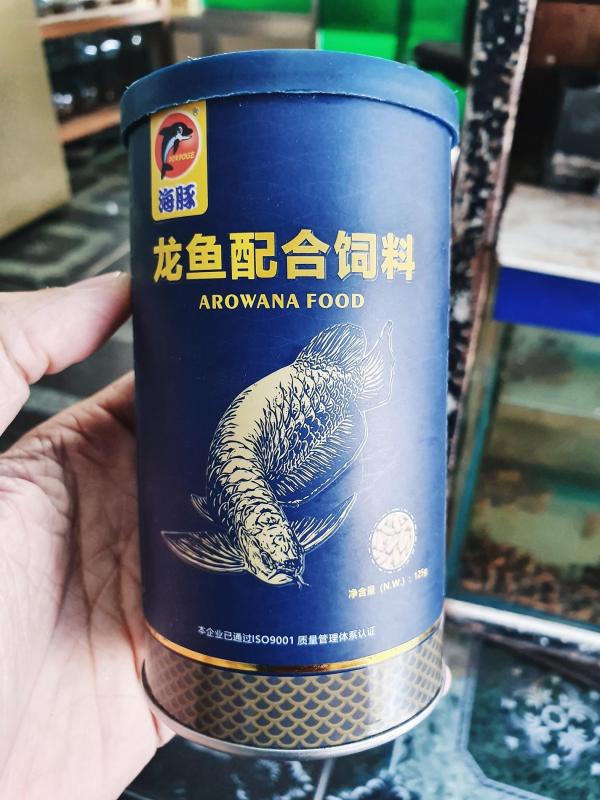 ®
PORPOISE
海豚
龙鱼配合饲料
AROWANA FOOD
净含量 (N.W.) : 125g
本企业已通过ISO9001 质量管理体系认证